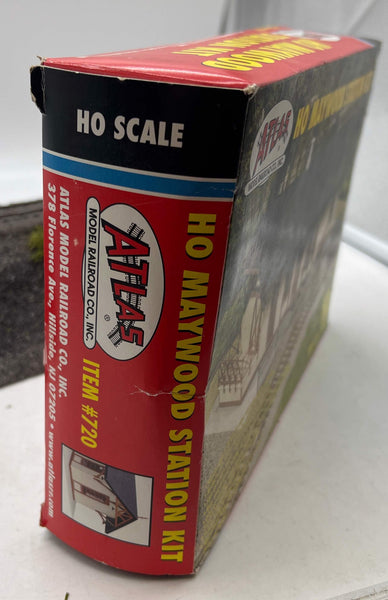 HO SCALE
ATLAS
MODEL RAILROAD CO., INC.
®
HO MAYWOOD STATION KIT
ITEM #720
ATLAS MODEL RAILROAD CO., INC.
378 Florence Ave., Hillside, NJ 07205 • www.atlasrr.com
ATLAS
HO MAYWOOD STATION
MAYWOOD
KIT